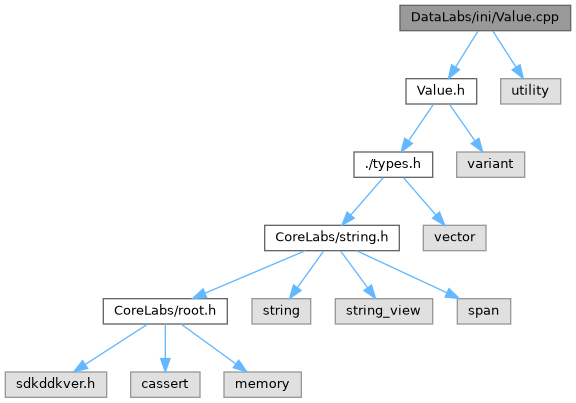 DataLabs/ini/Value.cpp
Value.h
utility
./types.h
variant
CoreLabs/string.h
vector
CoreLabs/root.h
string
string_view
span
sdkddkver.h
cassert
memory